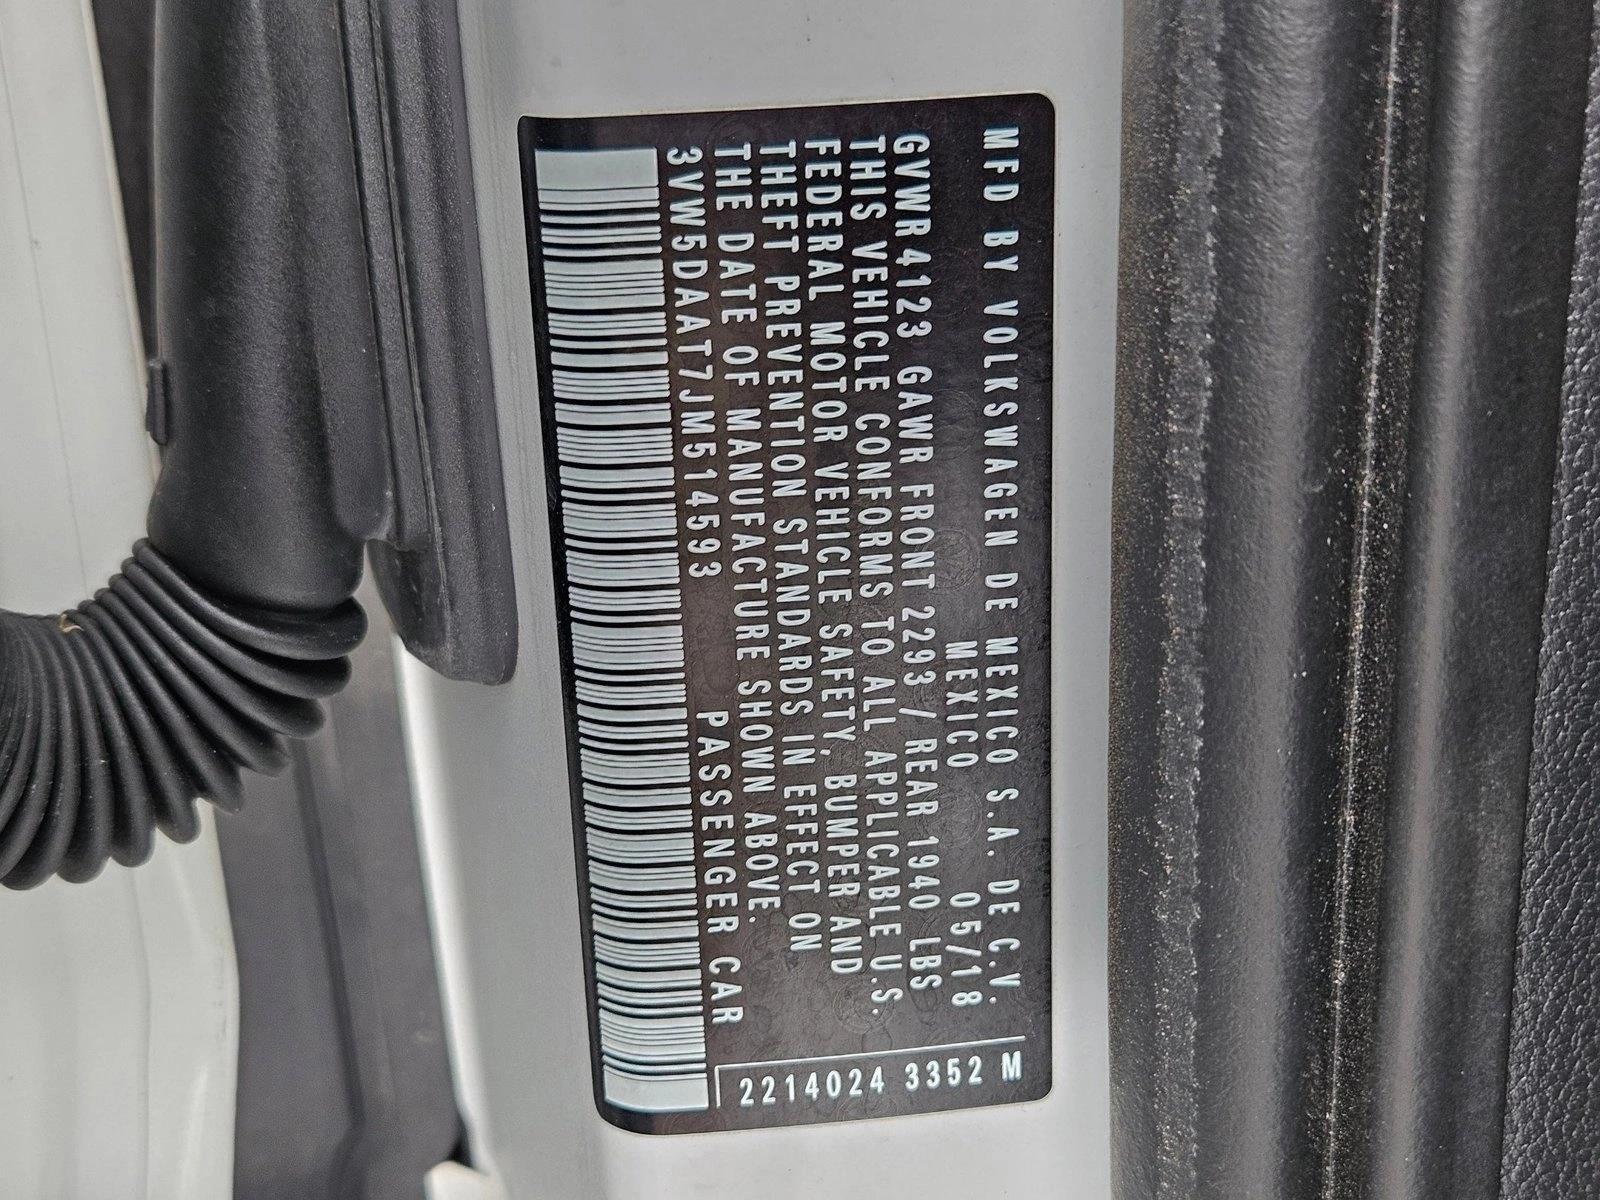 MFD BY VOLKSWAGEN DE MEXICO S.A. DE C.V.
MEXICO 05/18
GVWR 4123 GAWR FRONT 2293 / REAR 1940 LBS
THIS VEHICLE CONFORMS TO ALL APPLICABLE U.S.
FEDERAL MOTOR VEHICLE SAFETY, BUMPER AND
THEFT PREVENTION STANDARDS IN EFFECT ON
THE DATE OF MANUFACTURE SHOWN ABOVE.
3VW5DAAT7JM514593 PASSENGER CAR
2214024 3352 M